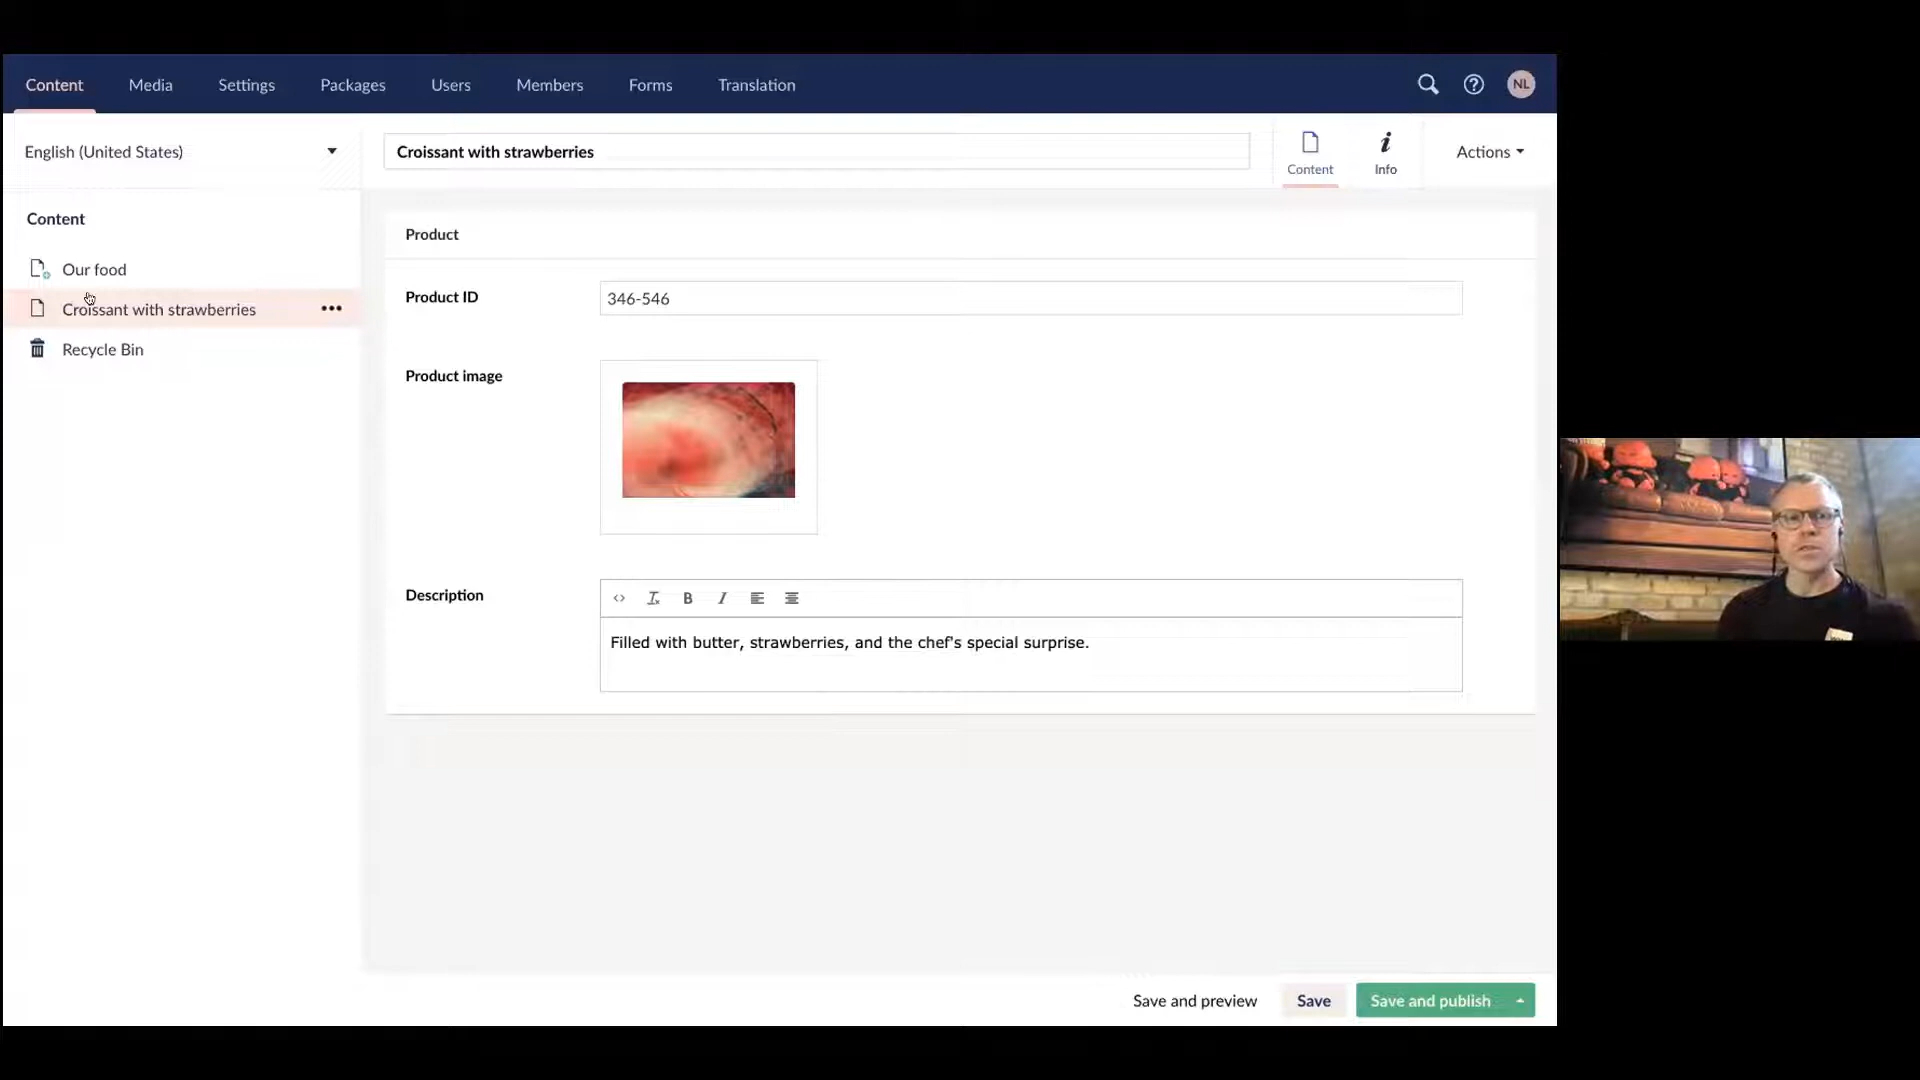 Content Media Settings Packages Users Members Forms Translation NL
English (United States)
Croissant with strawberries
Content
Info
Actions
Content
Our food
Croissant with strawberries
Recycle Bin
Product
Product ID
346-546
Product image
Description
B I
Filled with butter, strawberries, and the chef's special surprise.
Save and preview
Save
Save and publish